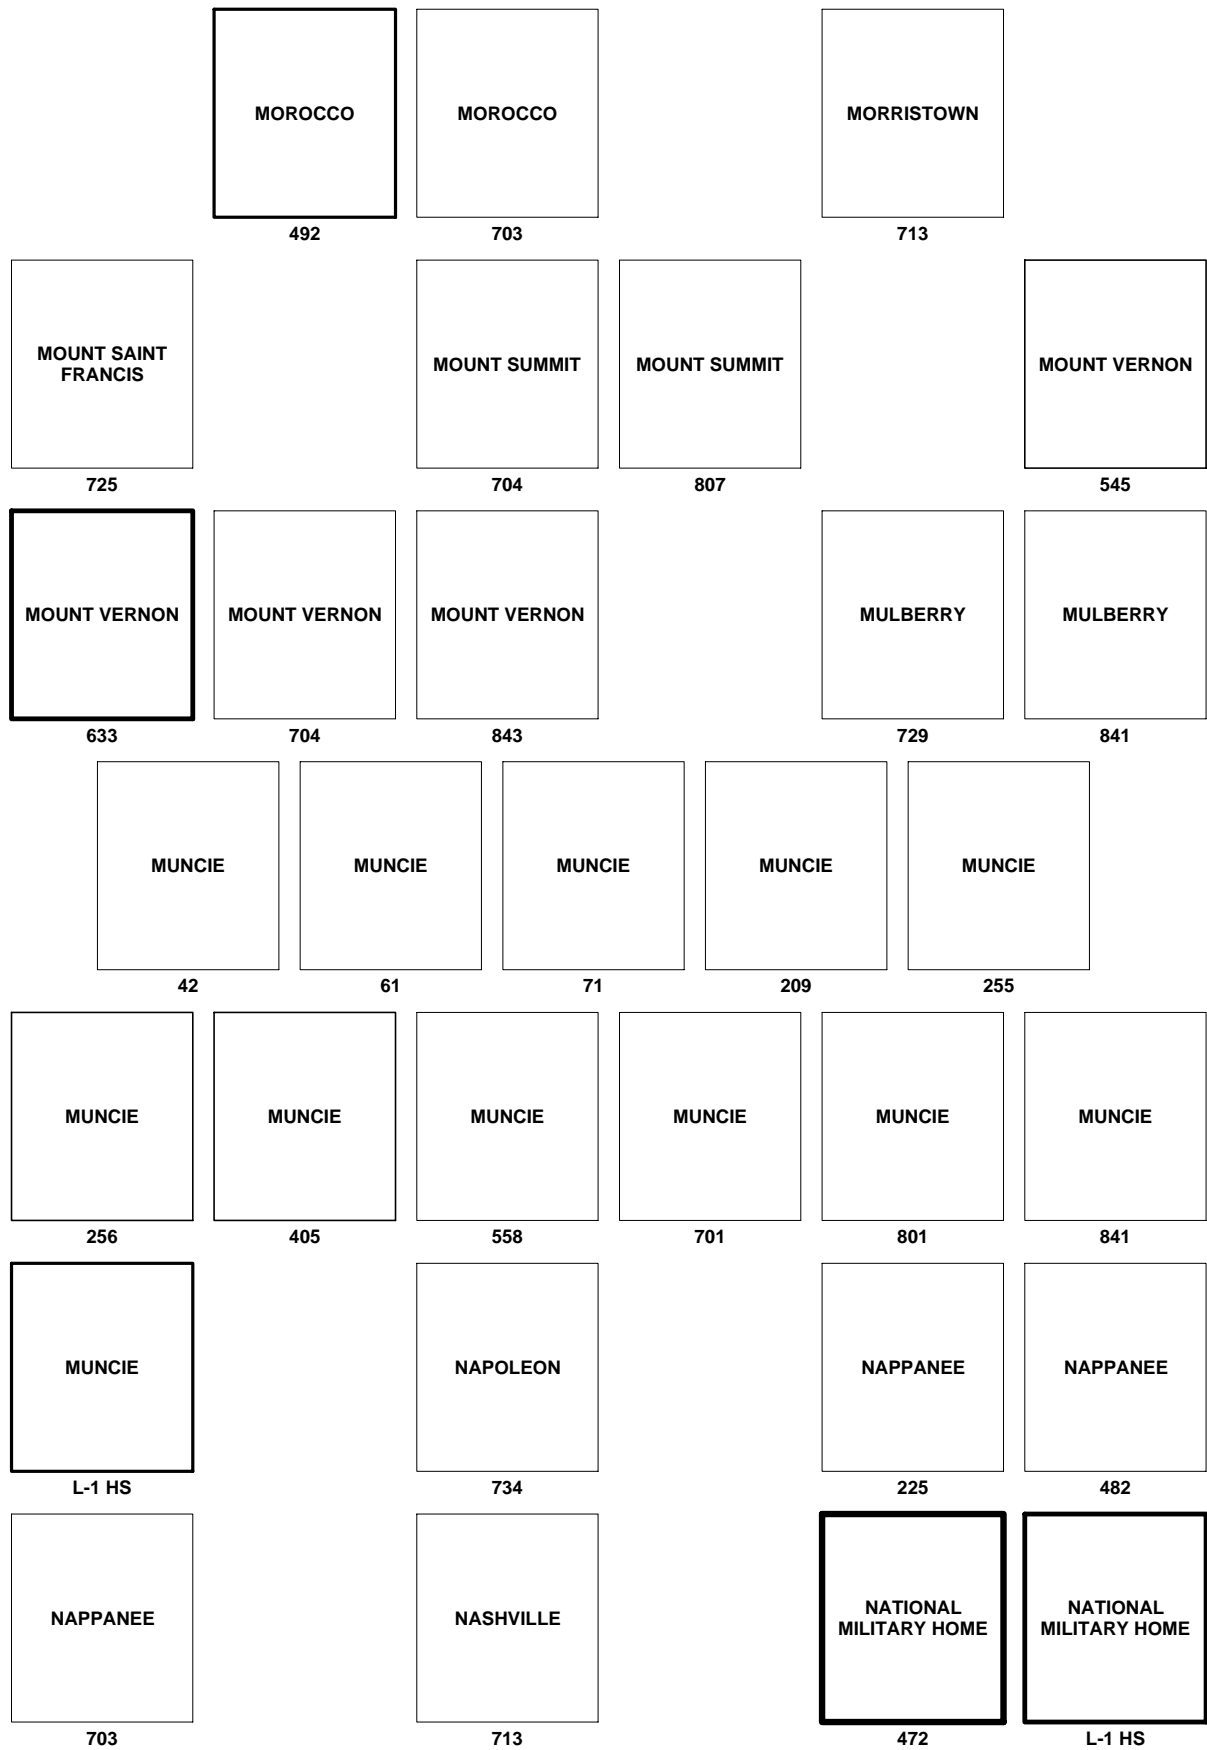 MOROCCO
MOROCCO
MORRISTOWN
492
703
713
MOUNT SAINT
FRANCIS
MOUNT SUMMIT
MOUNT SUMMIT
MOUNT VERNON
725
704
807
545
MOUNT VERNON
MOUNT VERNON
MOUNT VERNON
MULBERRY
MULBERRY
633
704
843
729
841
MUNCIE
MUNCIE
MUNCIE
MUNCIE
MUNCIE
42
61
71
209
255
MUNCIE
MUNCIE
MUNCIE
MUNCIE
MUNCIE
MUNCIE
256
405
558
701
801
841
MUNCIE
NAPOLEON
NAPPANEE
NAPPANEE
L-1 HS
734
225
482
NAPPANEE
NASHVILLE
NATIONAL
MILITARY HOME
NATIONAL
MILITARY HOME
703
713
472
L-1 HS